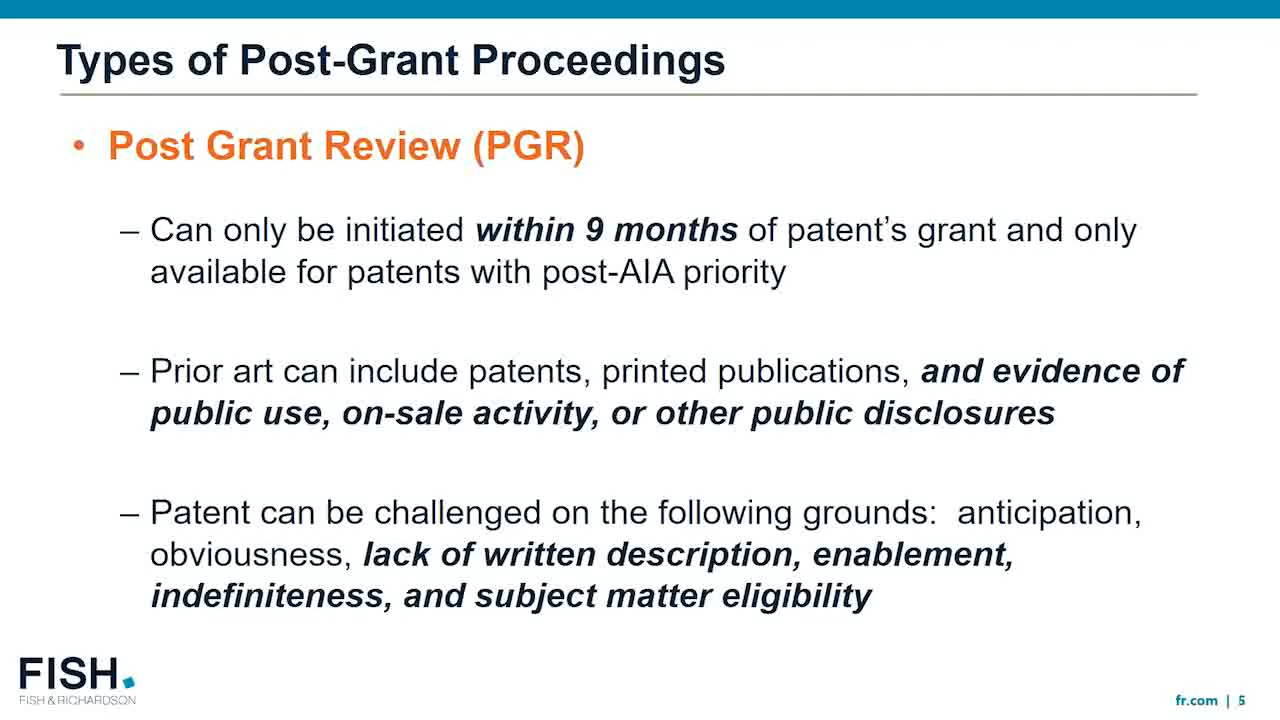 Types of Post-Grant Proceedings
• Post Grant Review (PGR)
– Can only be initiated within 9 months of patent’s grant and only
available for patents with post-AIA priority
– Prior art can include patents, printed publications, and evidence of
public use, on-sale activity, or other public disclosures
– Patent can be challenged on the following grounds:  anticipation,
obviousness, lack of written description, enablement,
indefiniteness, and subject matter eligibility
FISH.
FISH & RICHARDSON
fr.com | 5